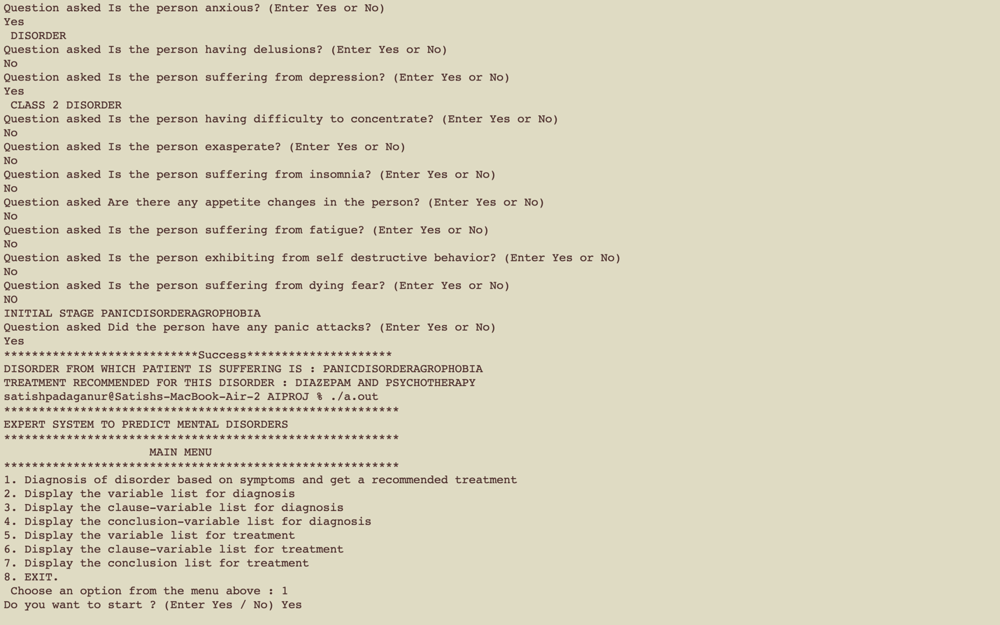 Question asked Is the person anxious? (Enter Yes or No)
Yes
 DISORDER
Question asked Is the person having delusions? (Enter Yes or No)
No
Question asked Is the person suffering from depression? (Enter Yes or No)
Yes
 CLASS 2 DISORDER
Question asked Is the person having difficulty to concentrate? (Enter Yes or No)
No
Question asked Is the person exasperate? (Enter Yes or No)
No
Question asked Is the person suffering from insomnia? (Enter Yes or No)
No
Question asked Are there any appetite changes in the person? (Enter Yes or No)
No
Question asked Is the person suffering from fatigue? (Enter Yes or No)
No
Question asked Is the person exhibiting from self destructive behavior? (Enter Yes or No)
No
Question asked Is the person suffering from dying fear? (Enter Yes or No)
NO
INITIAL STAGE PANICDISORDERAGROPHOBIA
Question asked Did the person have any panic attacks? (Enter Yes or No)
Yes
****************************Success*********************
DISORDER FROM WHICH PATIENT IS SUFFERING IS : PANICDISORDERAGROPHOBIA
TREATMENT RECOMMENDED FOR THIS DISORDER : DIAZEPAM AND PSYCHOTHERAPY
satishpadaganur@Satishs-MacBook-Air-2 AIPROJ % ./a.out
*********************************************************
EXPERT SYSTEM TO PREDICT MENTAL DISORDERS
*********************************************************
                     MAIN MENU
*********************************************************
1. Diagnosis of disorder based on symptoms and get a recommended treatment
2. Display the variable list for diagnosis
3. Display the clause-variable list for diagnosis
4. Display the conclusion-variable list for diagnosis
5. Display the variable list for treatment
6. Display the clause-variable list for treatment
7. Display the conclusion list for treatment
8. EXIT.
 Choose an option from the menu above : 1
Do you want to start ? (Enter Yes / No) Yes